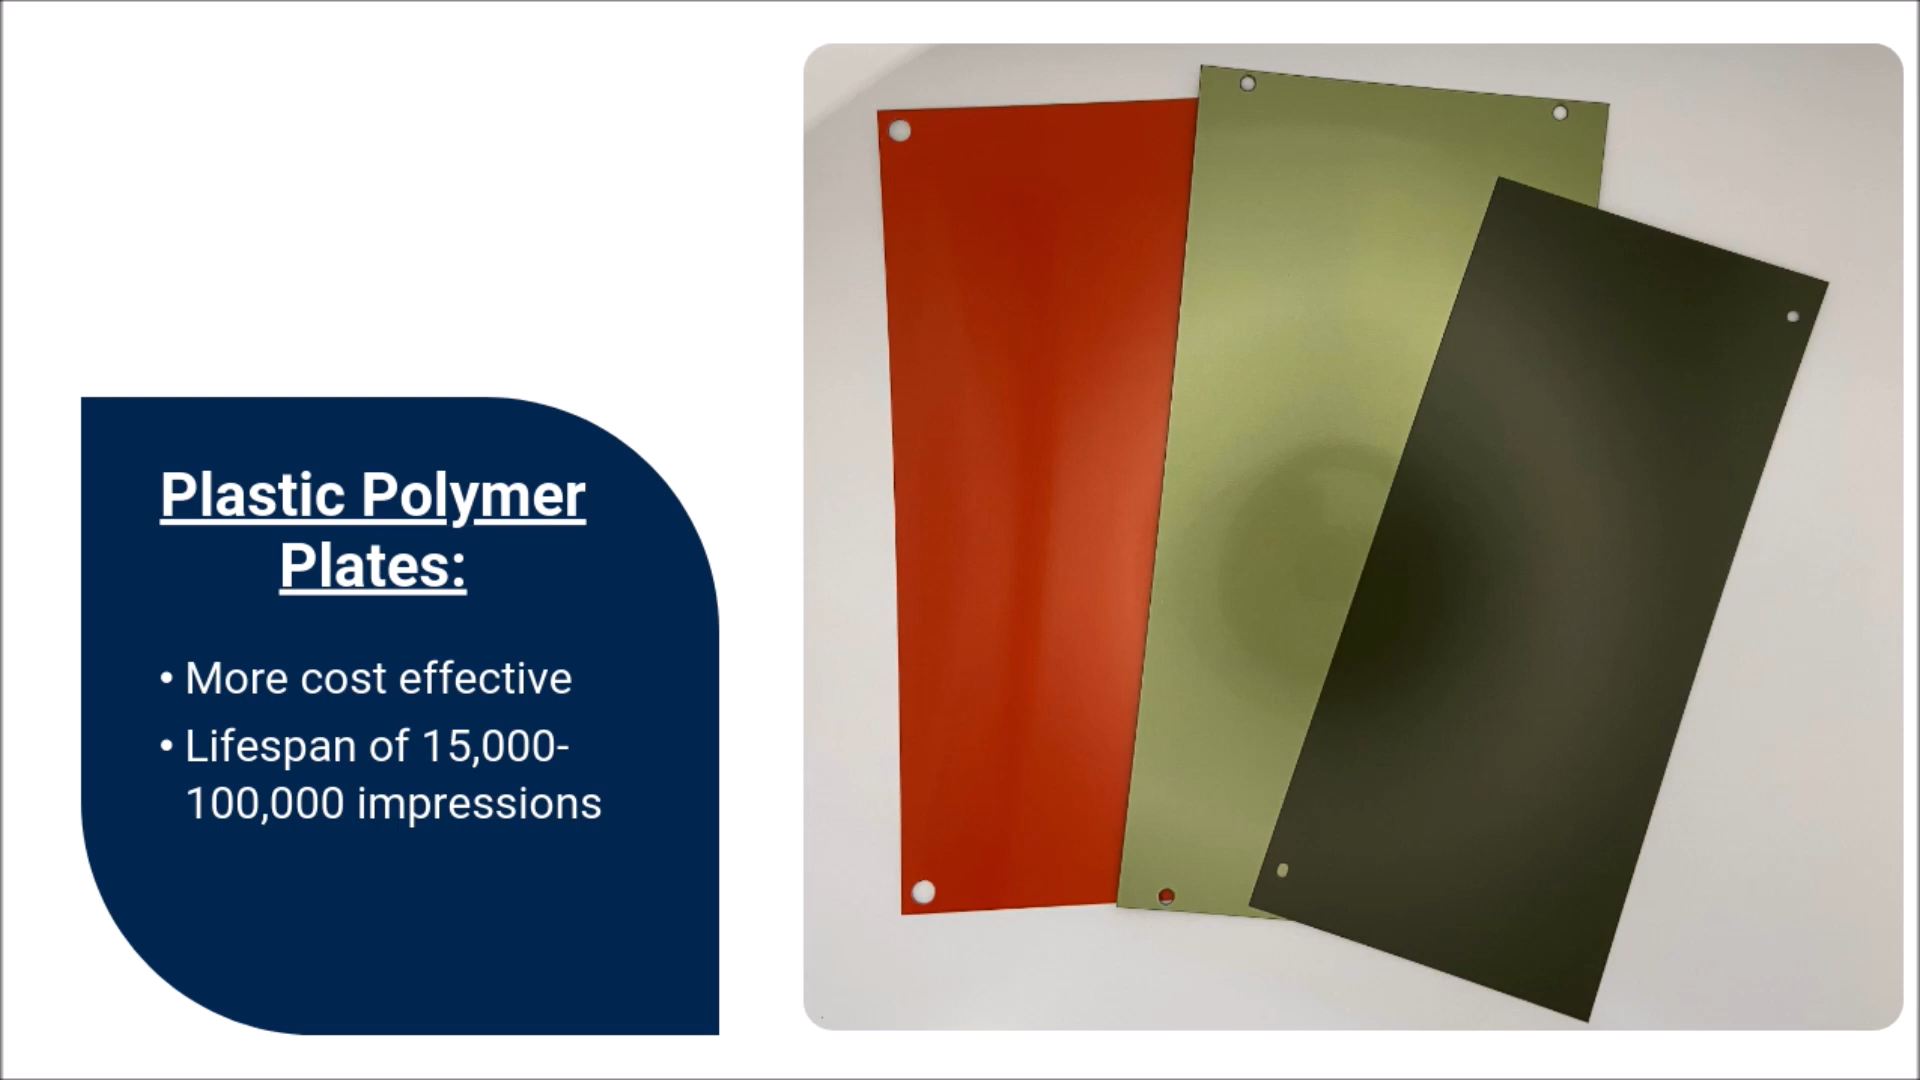 Plastic Polymer
Plates:
• More cost effective
• Lifespan of 15,000-
100,000 impressions